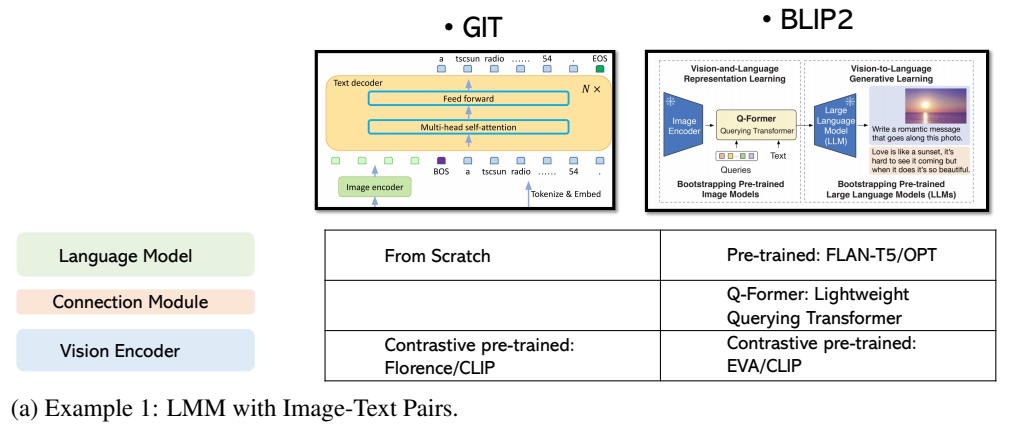 • GIT
• BLIP2
a tscsun radio ...... 54 . EOS
Text decoder
N ×
Feed forward
Multi-head self-attention
BOS a tscsun radio ...... 54 .
Image encoder
Tokenize & Embed
Vision-and-Language
Representation Learning
Vision-to-Language
Generative Learning
Image
Encoder
Q-Former
Querying Transformer
Queries
Text
Large
Language
Model
(LLM)
Write a romantic message
that goes along this photo.
Love is like a sunset, it's
hard to see it coming but
when it does it's so beautiful.
Bootstrapping Pre-trained
Image Models
Bootstrapping Pre-trained
Large Language Models (LLMs)
Language Model
From Scratch
Pre-trained: FLAN-T5/OPT
Connection Module
Q-Former: Lightweight
Querying Transformer
Vision Encoder
Contrastive pre-trained:
Florence/CLIP
Contrastive pre-trained:
EVA/CLIP
(a) Example 1: LMM with Image-Text Pairs.